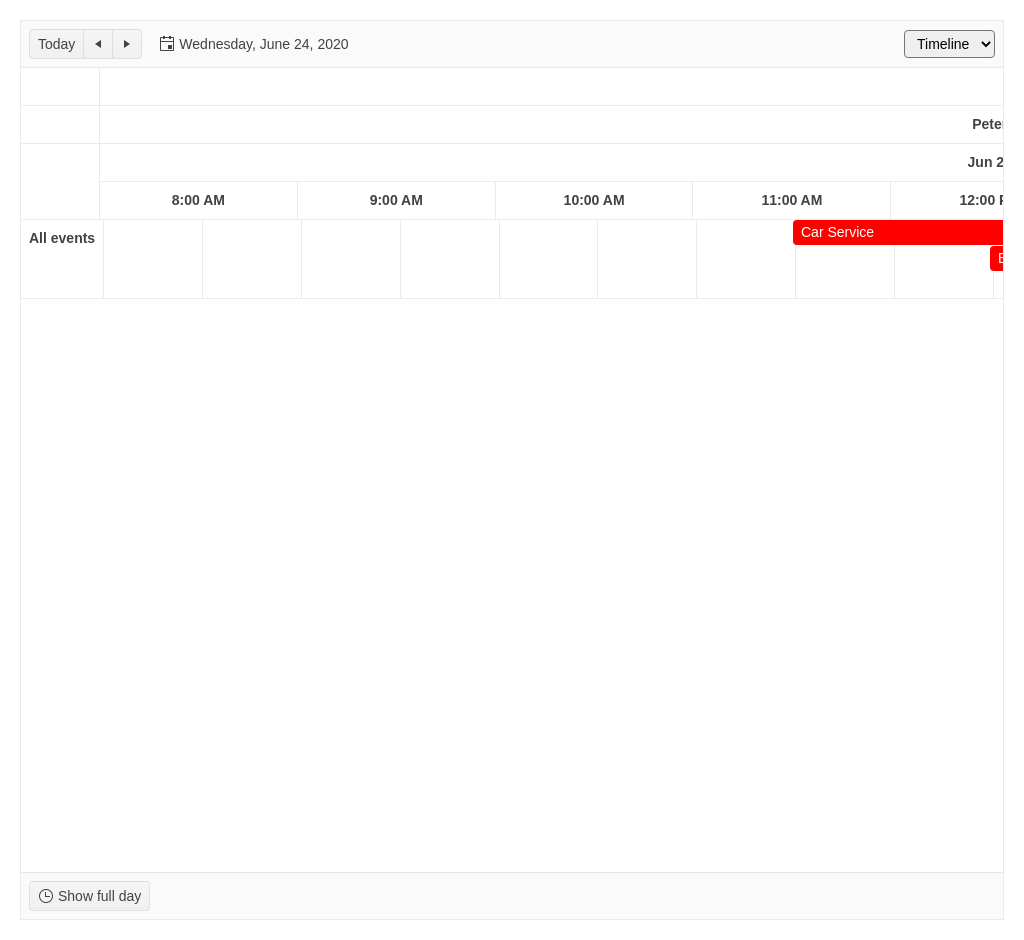 Today
Wednesday, June 24, 2020
Timeline
Jun 2
8:00 AM
9:00 AM
10:00 AM
11:00 AM
12:00
All events
Car Service
Show full day